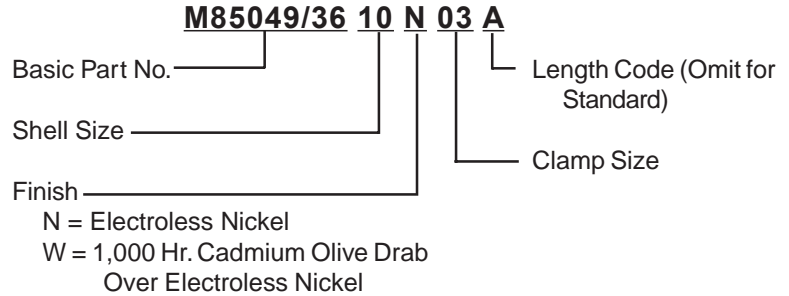 M85049/36 10 N 03 A
Basic Part No.
Length Code (Omit for
Standard)
Shell Size
Clamp Size
Finish
N = Electroless Nickel
W = 1,000 Hr. Cadmium Olive Drab
Over Electroless Nickel